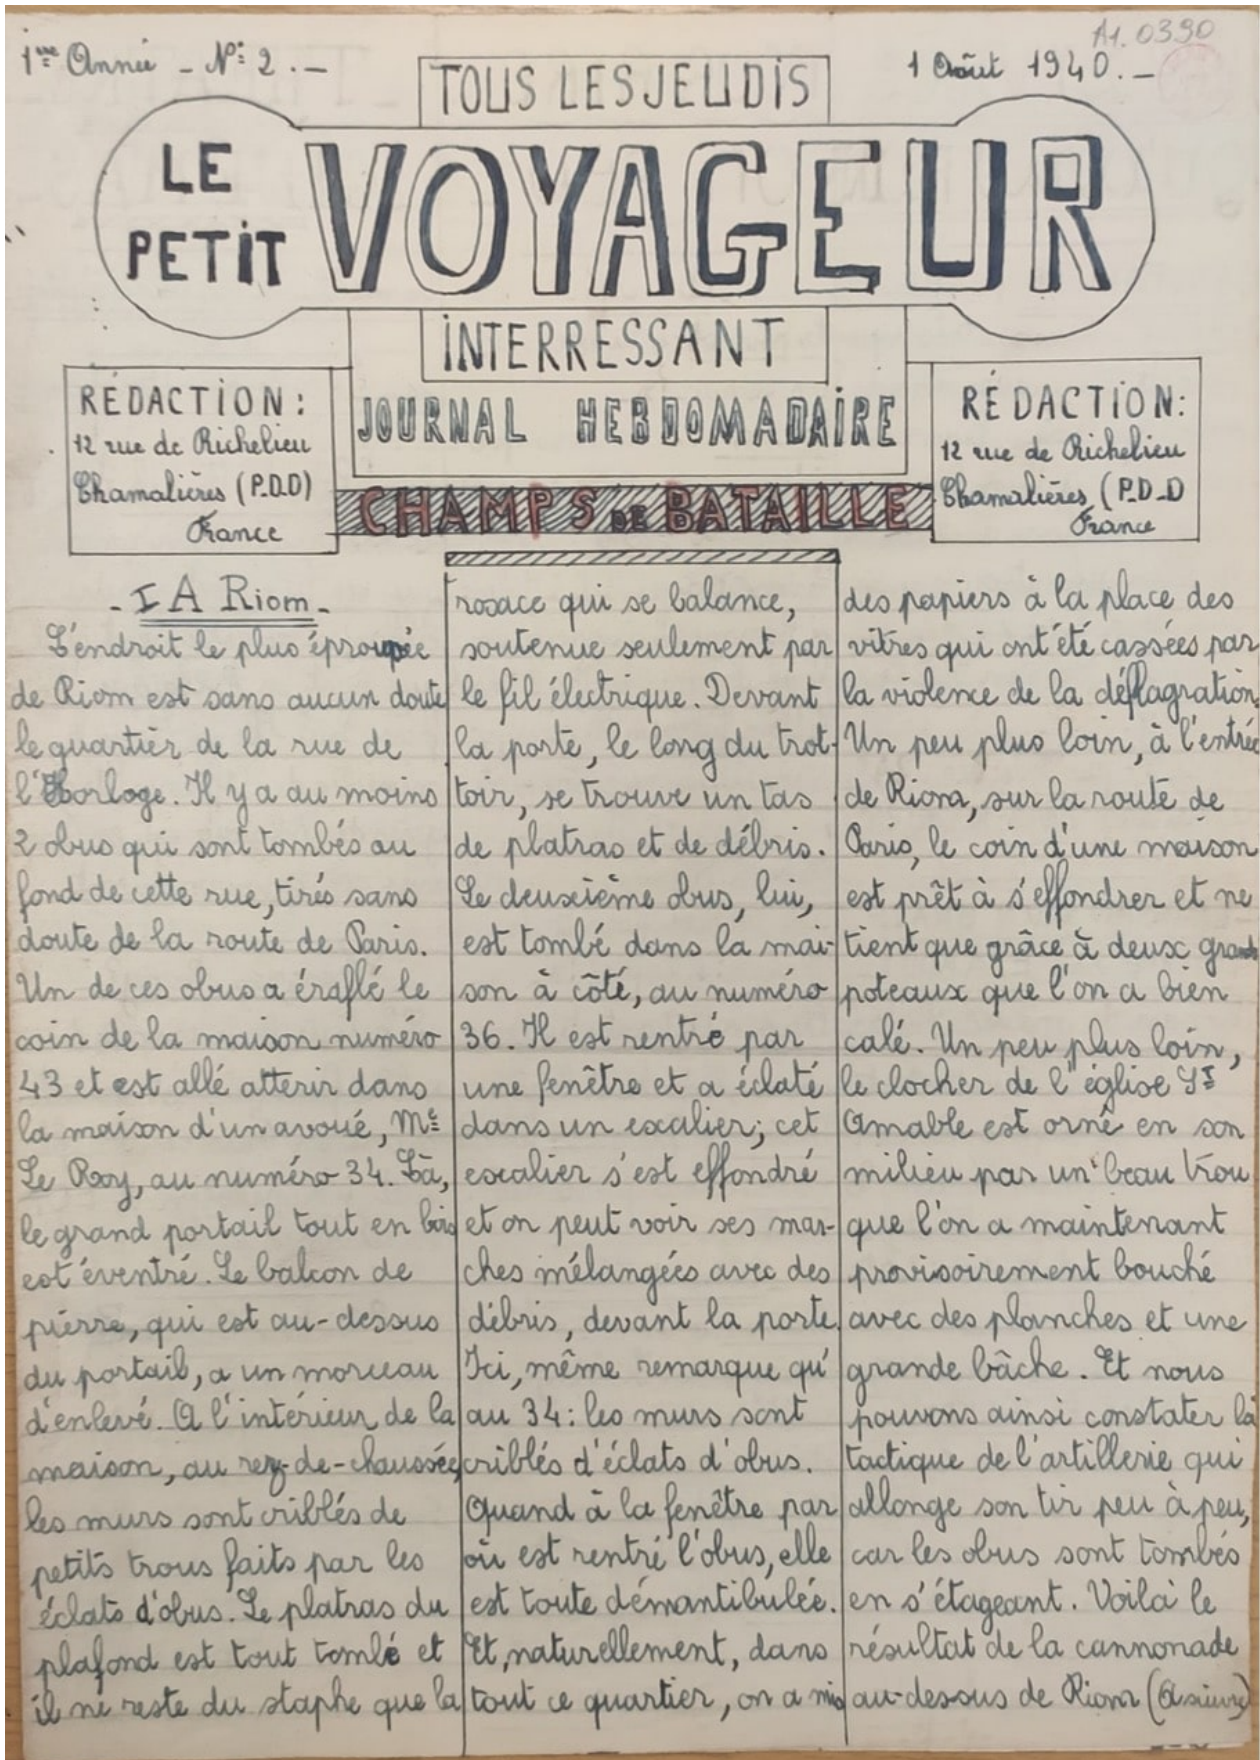 A1.0390
1ère Année - N°: 2. -
1 Août 1940. -
TOUS LES JEUDIS
LE
PETIT
VOYAGEUR
INTERRESSANT
JOURNAL HEBDOMADAIRE
RÉDACTION:
12 rue de Richelieu
Chamalières (P.D.D)
France
RÉDACTION:
12 rue de Richelieu
Chamalières (P.D.D
France
CHAMPS DE BATAILLE
- I A Riom -
L'endroit le plus éprouvée
de Riom est sans aucun doute
le quartier de la rue de
l'Horloge. Il y a au moins
2 obus qui sont tombés au
fond de cette rue, tirés sans
doute de la route de Paris.
Un de ces obus a éraflé le
coin de la maison numéro
43 et est allé atterir dans
la maison d'un avoué, Me
Le Roy, au numéro 34. Là,
le grand portail tout en bois
est éventré. Le balcon de
pierre, qui est au-dessus
du portail, a un morceau
d'enlevé. A l'intérieur de la
maison, au rez-de-chaussée,
les murs sont criblés de
petits trous faits par les
éclats d'obus. Le platras du
plafond est tout tombé et
il ne reste du staphe que la
rosace qui se balance,
soutenue seulement par
le fil électrique. Devant
la porte, le long du trot-
toir, se trouve un tas
de platras et de débris.
Le deuxième obus, lui,
est tombé dans la mai-
son à côté, au numéro
36. Il est rentré par
une fenêtre et a éclaté
dans un escalier; cet
escalier s'est effondré
et on peut voir ses mar-
ches mélangées avec des
débris, devant la porte.
Ici, même remarque qu'
au 34: les murs sont
criblés d'éclats d'obus.
Quand à la fenêtre par
où est rentré l'obus, elle
est toute démantibulée.
Et, naturellement, dans
tout ce quartier, on a mis
des papiers à la place des
vitres qui ont été cassées par
la violence de la déflagration.
Un peu plus loin, à l'entrée
de Riom, sur la route de
Paris, le coin d'une maison
est prêt à s'effondrer et ne
tient que grâce à deux grands
poteaux que l'on a bien
calé. Un peu plus loin,
le clocher de l'église St
Amable est orné en son
milieu par un beau trou
que l'on a maintenant
provisoirement bouché
avec des planches et une
grande bâche. Et nous
pouvons ainsi constater la
tactique de l'artillerie qui
allonge son tir peu à peu,
car les obus sont tombés
en s'étageant. Voilà le
résultat de la cannonade
au-dessus de Riom (A suivre)